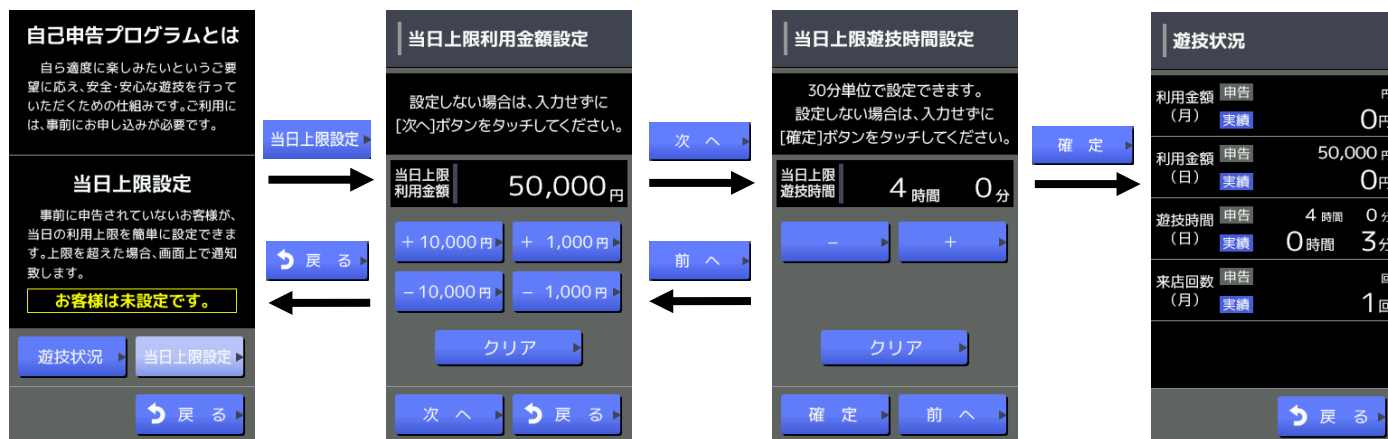 自己申告プログラムとは
自ら適度に楽しみたいというご要
望に応え、安全・安心な遊技を行って
いただくための仕組みです。ご利用に
は、事前にお申し込みが必要です。
当日上限設定
事前に申告されていないお客様が、
当日の利用上限を簡単に設定できま
す。上限を超えた場合、画面上で通知
致します。
お客様は未設定です。
遊技状況
当日上限設定
戻 る
当日上限設定
戻 る
当日上限利用金額設定
設定しない場合は、入力せずに
[次へ]ボタンをタッチしてください。
当日上限
利用金額
50,000円
+10,000円
+ 1,000円
−10,000円
− 1,000円
クリア
次 へ
戻 る
次 へ
前 へ
当日上限遊技時間設定
30分単位で設定できます。
設定しない場合は、入力せずに
[確定]ボタンをタッチしてください。
当日上限
遊技時間
4時間 0分
−
+
クリア
確 定
前 へ
確 定
遊技状況
利用金額 申告 円
（月） 実績 0円
利用金額 申告 50,000円
（日） 実績 0円
遊技時間 申告 4時間 0分
（日） 実績 0時間 3分
来店回数 申告 回
（月） 実績 1回
戻 る